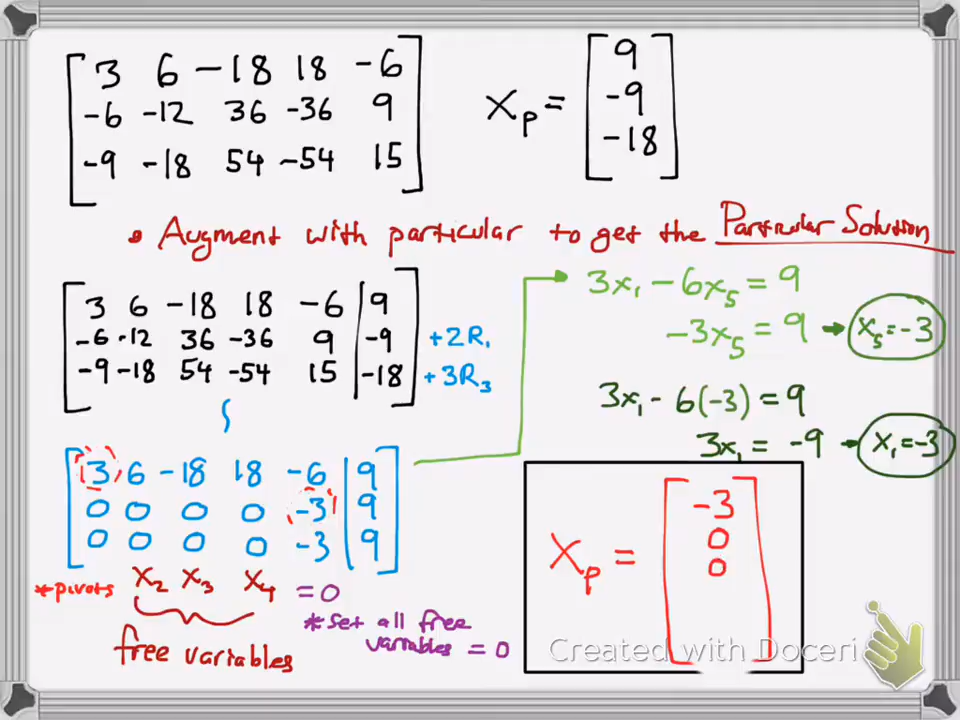 3 6 -18 18 -6
-6 -12 36 -36 9
-9 -18 54 -54 15
Xp = 9
-9
-18
• Augment with particular to get the Particular Solution
3 6 -18 18 -6 | 9
-6 -12 36 -36 9 | -9 +2R₁
-9 -18 54 -54 15 | -18 +3R₃
3 6 -18 18 -6 | 9
0 0 0 0 -3 | 9
0 0 0 0 -3 | 9
*pivots x₂ x₃ x₄ = 0
free variables
*set all free
variables = 0
3x₁ - 6x₅ = 9
-3x₅ = 9 → x₅ = -3
3x₁ - 6(-3) = 9
3x₁ = -9 → x₁ = -3
Xp = -3
0
0
Created with Doceri